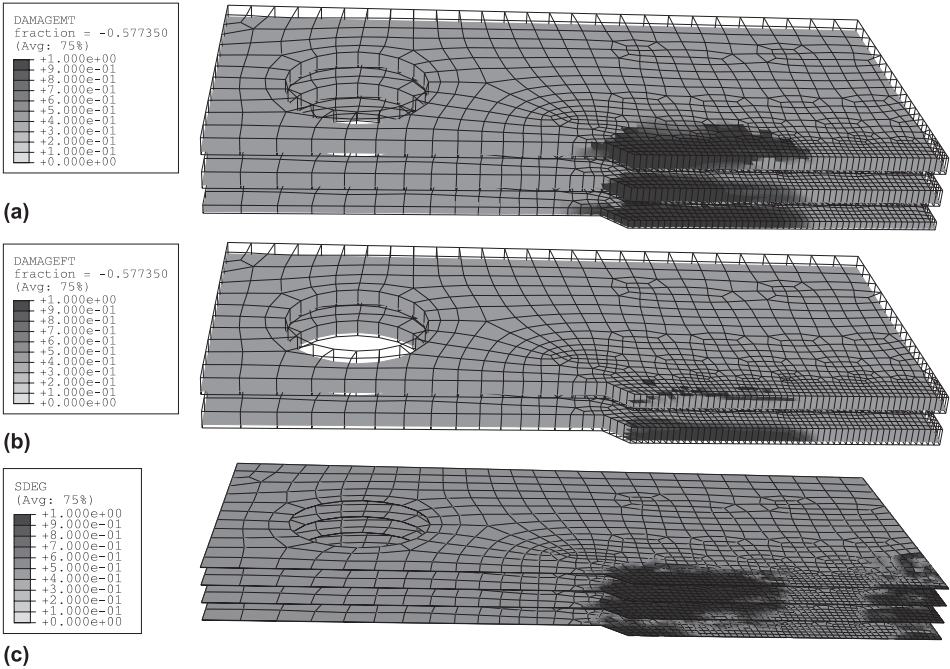 DAMAGEMT
fraction = -0.577350
(Avg: 75%)
+1.000e+00
+9.000e-01
+8.000e-01
+7.000e-01
+6.000e-01
+5.000e-01
+4.000e-01
+3.000e-01
+2.000e-01
+1.000e-01
+0.000e+00
(a)
DAMAGEFT
fraction = -0.577350
(Avg: 75%)
+1.000e+00
+9.000e-01
+8.000e-01
+7.000e-01
+6.000e-01
+5.000e-01
+4.000e-01
+3.000e-01
+2.000e-01
+1.000e-01
+0.000e+00
(b)
SDEG
(Avg: 75%)
+1.000e+00
+9.000e-01
+8.000e-01
+7.000e-01
+6.000e-01
+5.000e-01
+4.000e-01
+3.000e-01
+2.000e-01
+1.000e-01
+0.000e+00
(c)